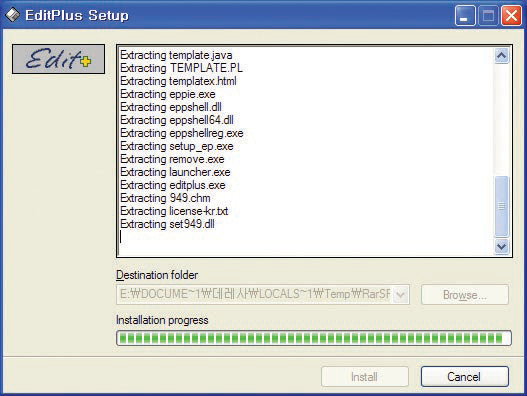 EditPlus Setup
Edit+
Extracting template.java
Extracting TEMPLATE.PL
Extracting templatex.html
Extracting eppie.exe
Extracting eppshell.dll
Extracting eppshell64.dll
Extracting eppshellreg.exe
Extracting setup_ep.exe
Extracting remove.exe
Extracting launcher.exe
Extracting editplus.exe
Extracting 949.chm
Extracting license-kr.txt
Extracting set949.dll
Destination folder
E:₩DOCUME~1₩데레사₩LOCALS~1₩Temp₩RarSF
Browse...
Installation progress
Install
Cancel